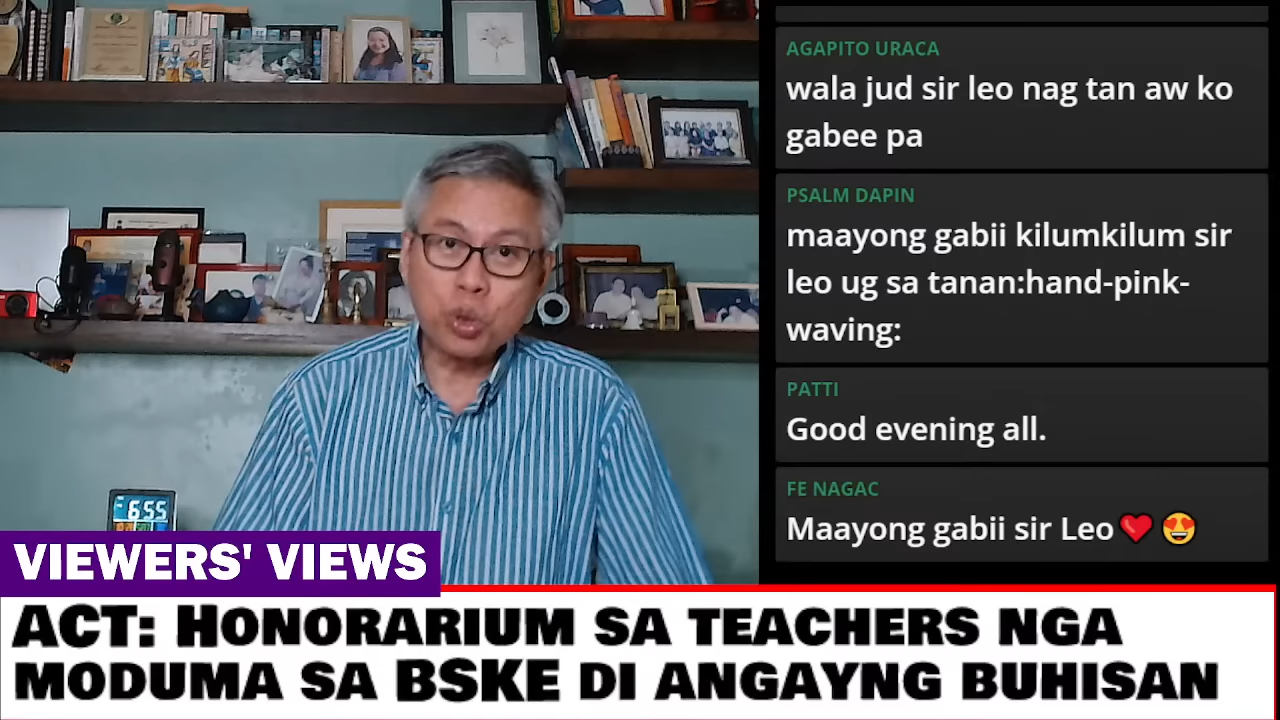 AGAPITO URACA
wala jud sir leo nag tan aw ko
gabee pa
PSALM DAPIN
maayong gabii kilumkilum sir
leo ug sa tanan:hand-pink-
waving:
PATTI
Good evening all.
FE NAGAC
Maayong gabii sir Leo❤️😍
6:55
VIEWERS' VIEWS
ACT: HONORARIUM SA TEACHERS NGA
MODUMA SA BSKE DI ANGAYNG BUHISAN